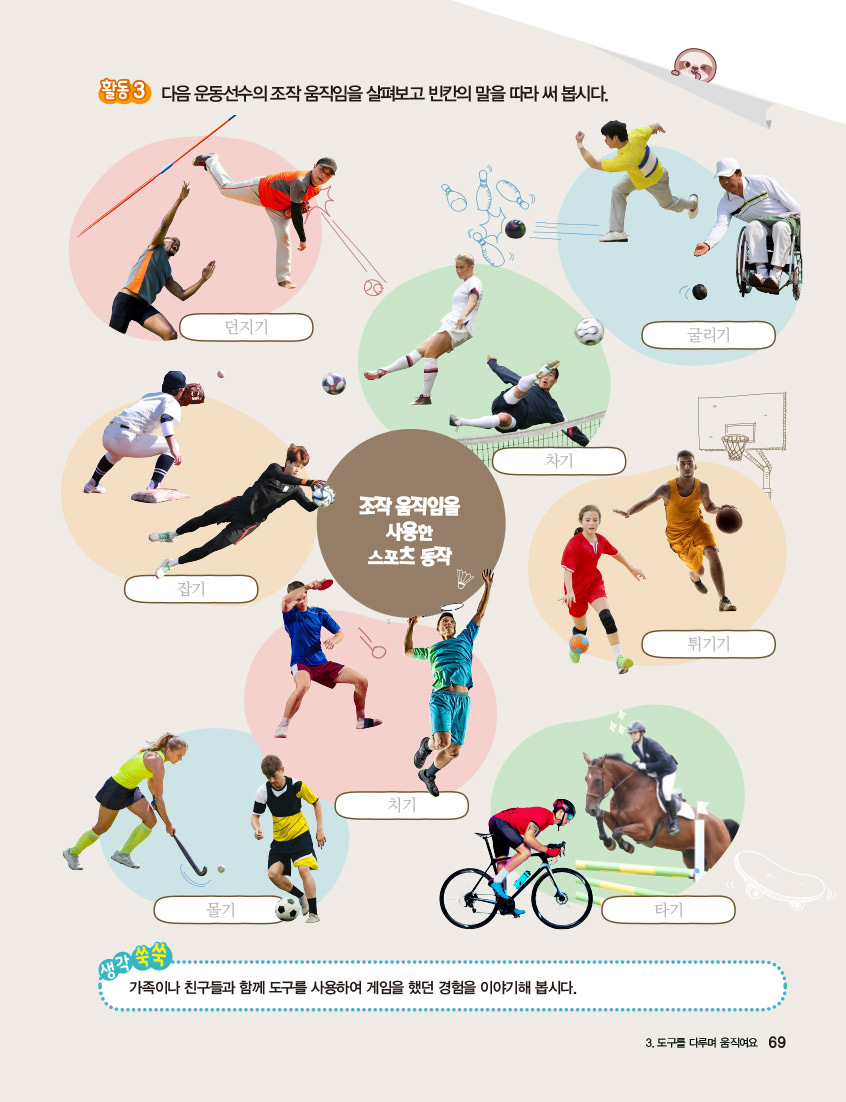 활동 3 다음 운동선수의 조작 움직임을 살펴보고 빈칸의 말을 따라 써 봅시다.
던지기
굴리기
차기
조작 움직임을
사용한
스포츠 동작
잡기
튀기기
치기
몰기
타기
생각 쑥쑥
가족이나 친구들과 함께 도구를 사용하여 게임을 했던 경험을 이야기해 봅시다.
3. 도구를 다루며 움직여요 69